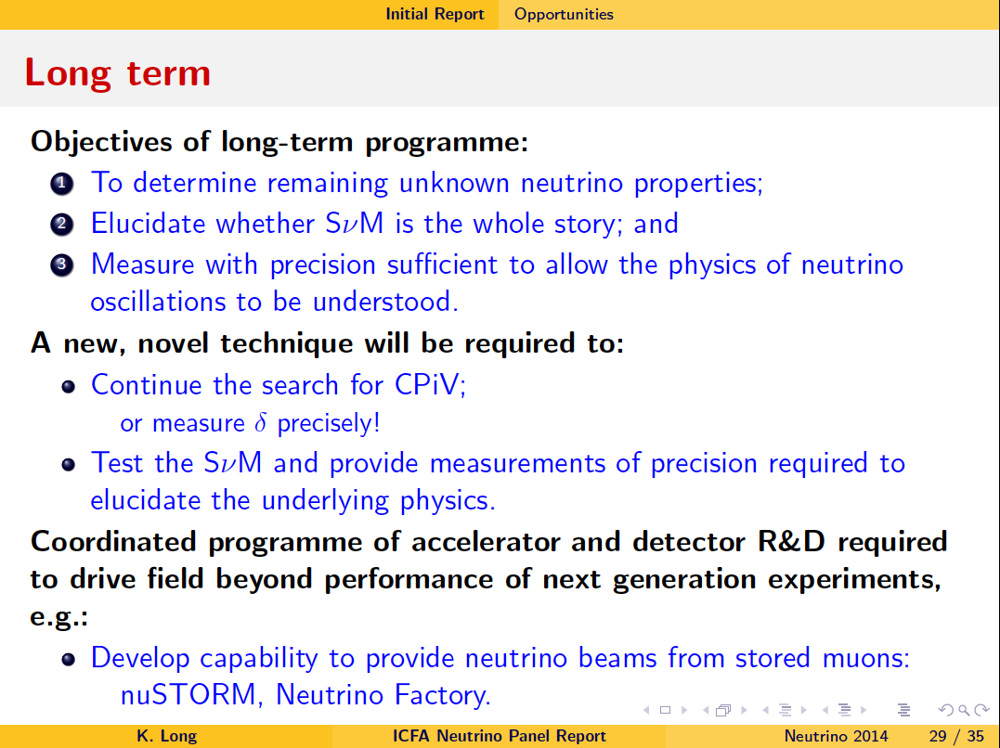 Initial Report Opportunities
Long term
Objectives of long-term programme:
1 To determine remaining unknown neutrino properties;
2 Elucidate whether SνM is the whole story; and
3 Measure with precision sufficient to allow the physics of neutrino
oscillations to be understood.
A new, novel technique will be required to:
Continue the search for CPiV;
or measure δ precisely!
Test the SνM and provide measurements of precision required to
elucidate the underlying physics.
Coordinated programme of accelerator and detector R&D required
to drive field beyond performance of next generation experiments,
e.g.:
Develop capability to provide neutrino beams from stored muons:
nuSTORM, Neutrino Factory.
K. Long ICFA Neutrino Panel Report Neutrino 2014 29 / 35